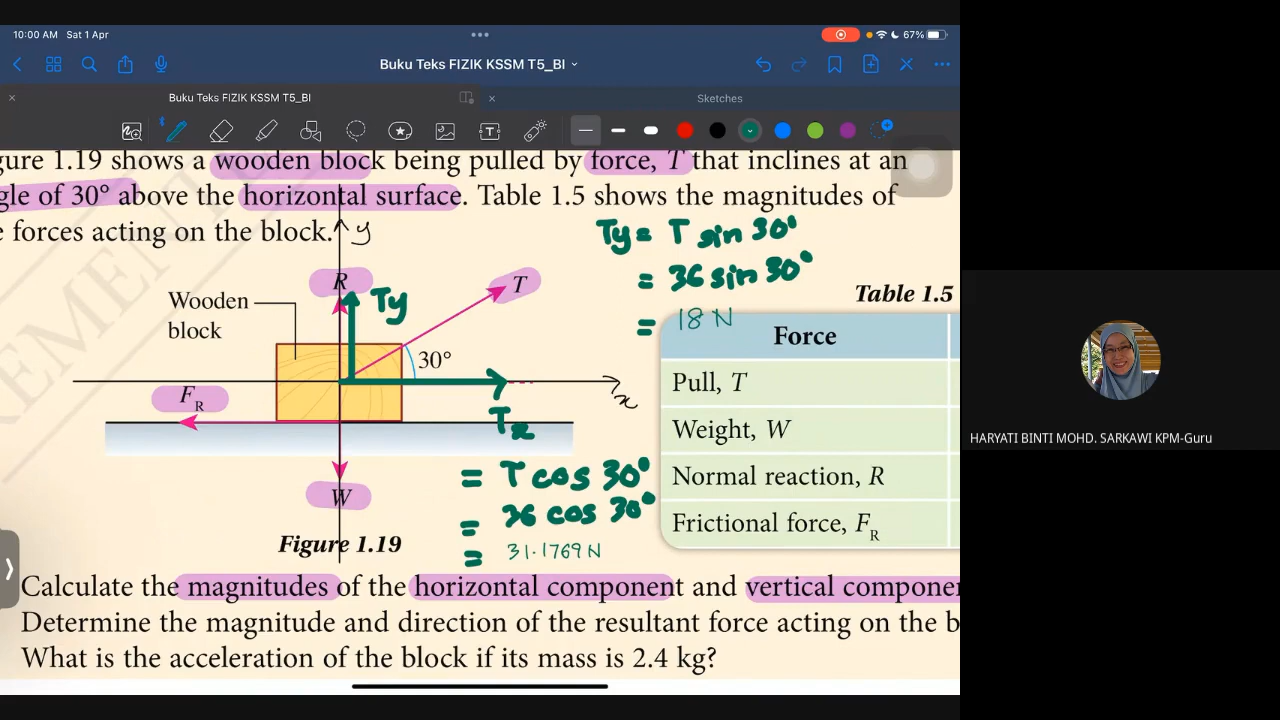 10:00 AM Sat 1 Apr
67%
Buku Teks FIZIK KSSM T5_BI
Buku Teks FIZIK KSSM T5_BI
Sketches
gure 1.19 shows a wooden block being pulled by force, T that inclines at an
gle of 30° above the horizontal surface. Table 1.5 shows the magnitudes of
e forces acting on the block.
y
Ty = T sin 30°
= 36 sin 30°
= 18 N
R
T
Ty
Wooden
block
30°
x
FR
Tx
= T cos 30°
= 36 cos 30°
= 31.1769 N
W
Figure 1.19
Table 1.5
Force
Pull, T
Weight, W
Normal reaction, R
Frictional force, FR
Calculate the magnitudes of the horizontal component and vertical componen
Determine the magnitude and direction of the resultant force acting on the b
What is the acceleration of the block if its mass is 2.4 kg?
HARYATI BINTI MOHD. SARKAWI KPM-Guru